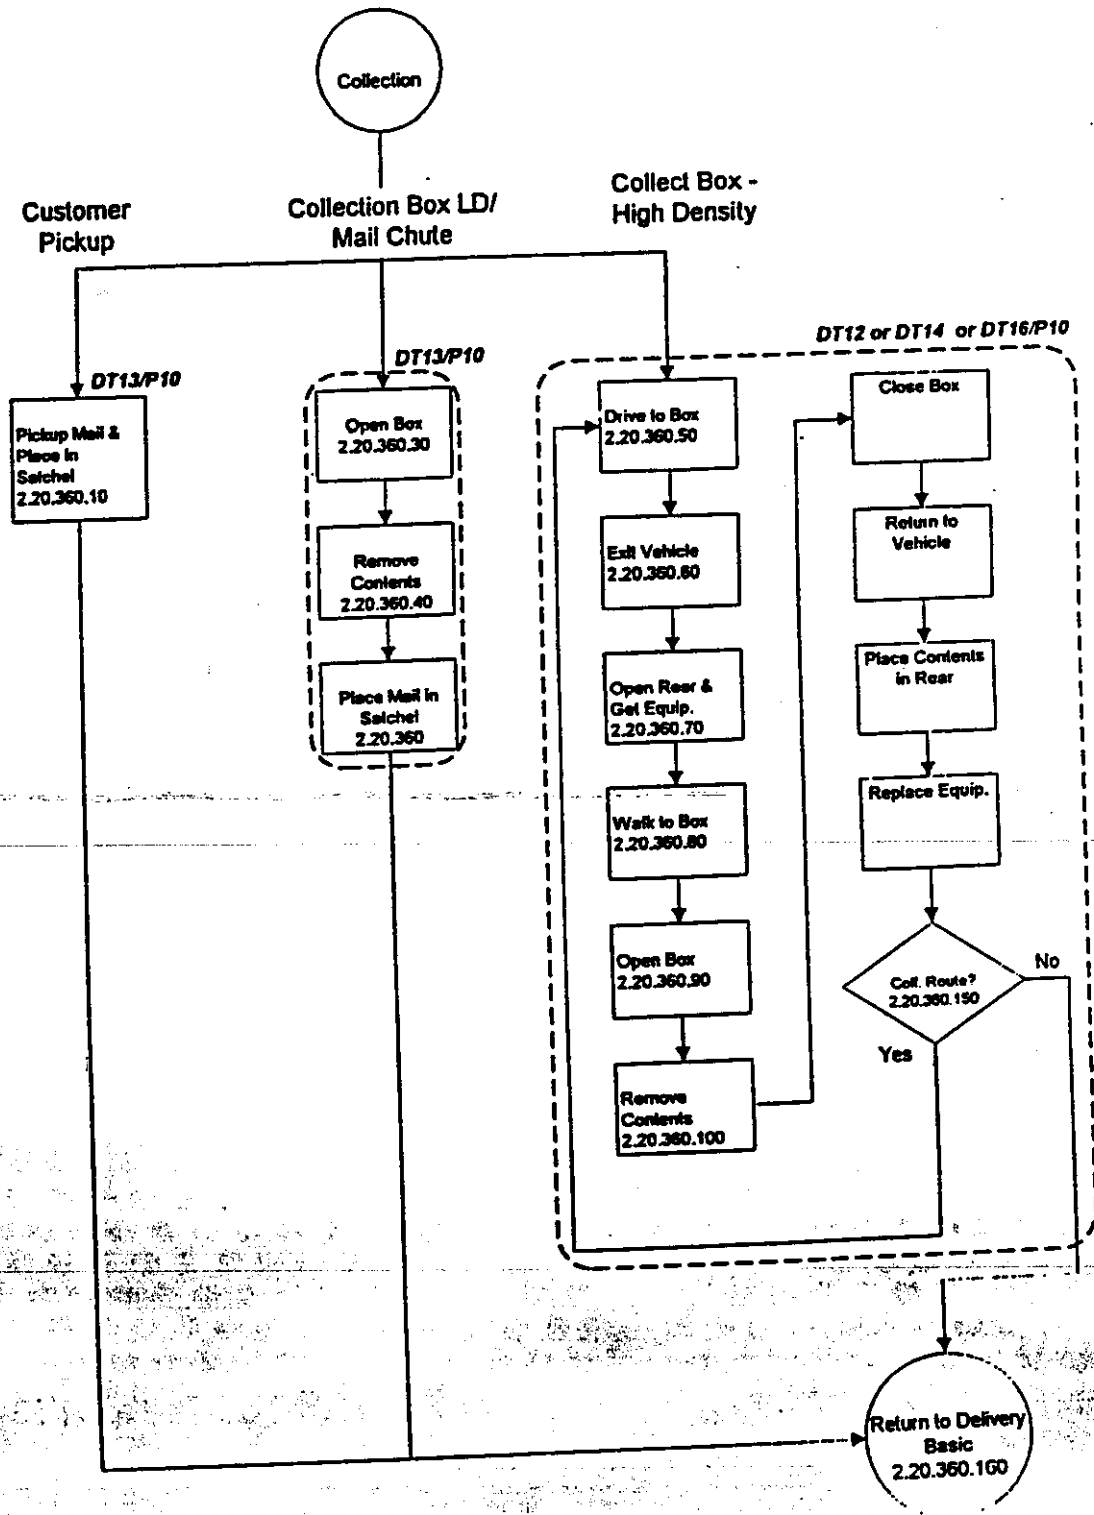 Collection
Customer
Pickup
Collection Box LD/
Mail Chute
Collect Box -
High Density
DT13/P10
Pickup Mail &
Place in
Satchel
2.20.360.10
DT13/P10
Open Box
2.20.360.30
Remove
Contents
2.20.360.40
Place Mail in
Satchel
2.20.360
DT12 or DT14 or DT16/P10
Drive to Box
2.20.360.50
Exit Vehicle
2.20.360.60
Open Rear &
Get Equip.
2.20.360.70
Walk to Box
2.20.360.80
Open Box
2.20.360.90
Remove
Contents
2.20.360.100
Close Box
Return to
Vehicle
Place Contents
in Rear
Replace Equip.
Coll. Route?
2.20.360.150
No
Yes
Return to Delivery
Basic
2.20.360.160